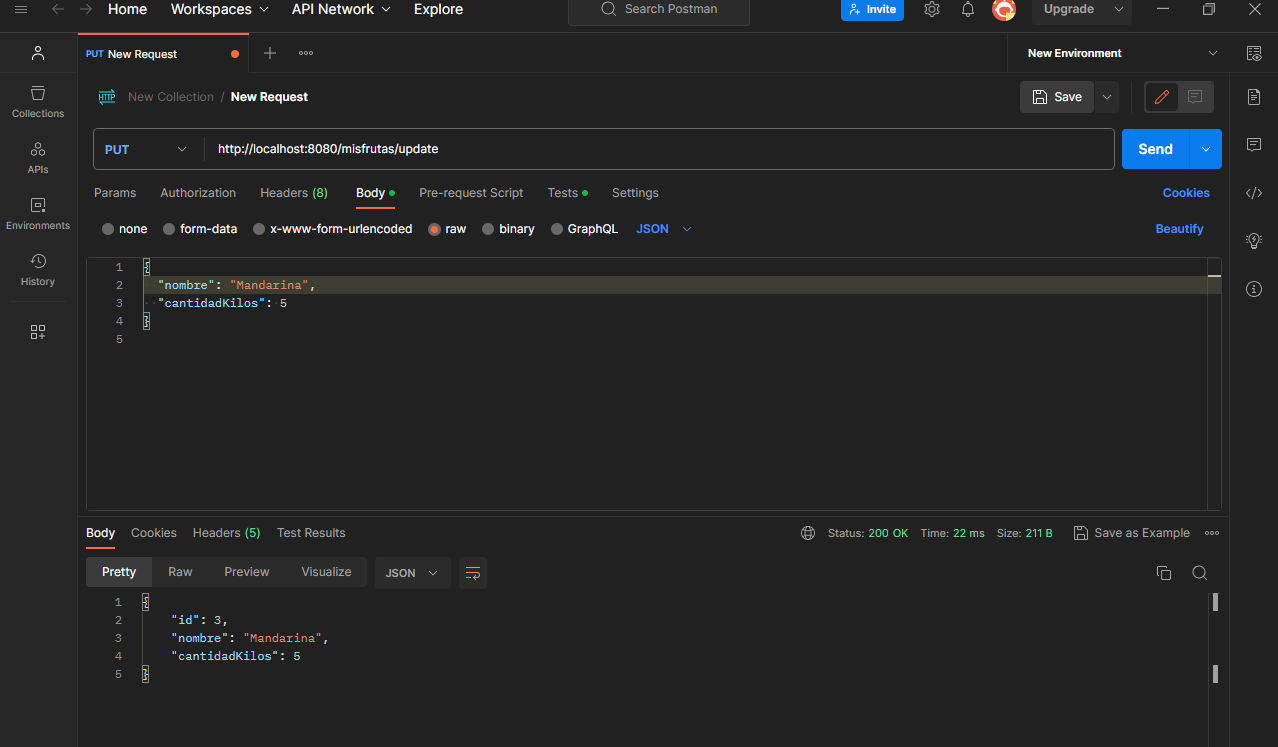 Home Workspaces API Network Explore Search Postman Invite Upgrade
PUT New Request New Environment
New Collection / New Request Save
Collections
PUT http://localhost:8080/misfrutas/update Send
APIs
Params Authorization Headers (8) Body Pre-request Script Tests Settings Cookies
Environments
none form-data x-www-form-urlencoded raw binary GraphQL JSON Beautify
History
1 {
2 "nombre": "Mandarina",
3 "cantidadKilos": 5
4 }
5
Body Cookies Headers (5) Test Results Status: 200 OK Time: 22 ms Size: 211 B Save as Example
Pretty Raw Preview Visualize JSON
1 {
2 "id": 3,
3 "nombre": "Mandarina",
4 "cantidadKilos": 5
5 }